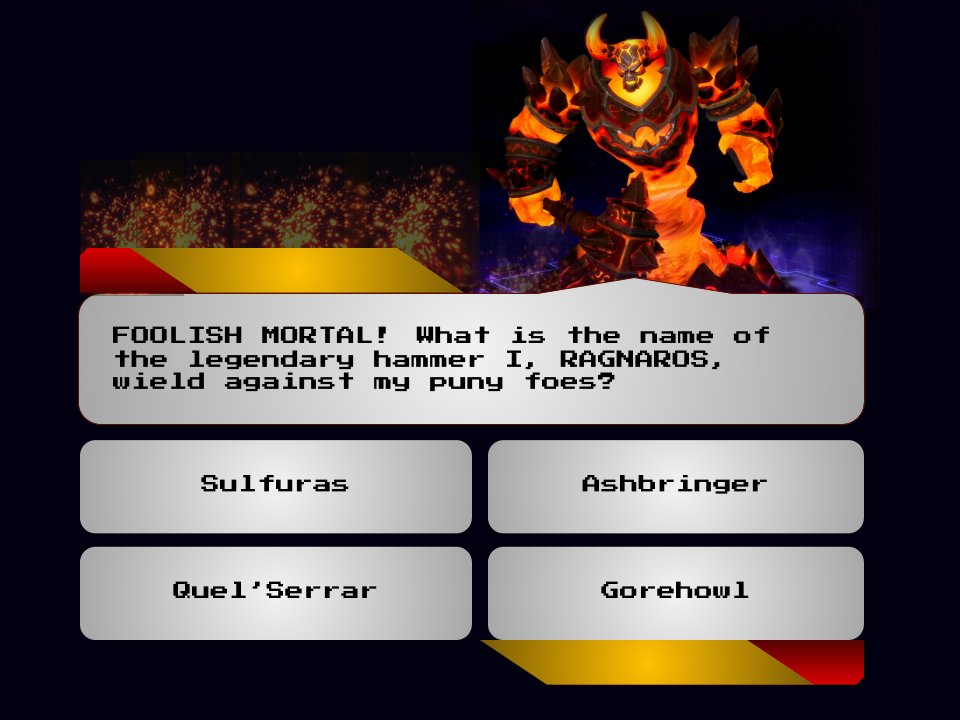 FOOLISH MORTAL! What is the name of
the legendary hammer I, RAGNAROS,
wield against my puny foes?
Sulfuras
Ashbringer
Quel'Serrar
Gorehowl